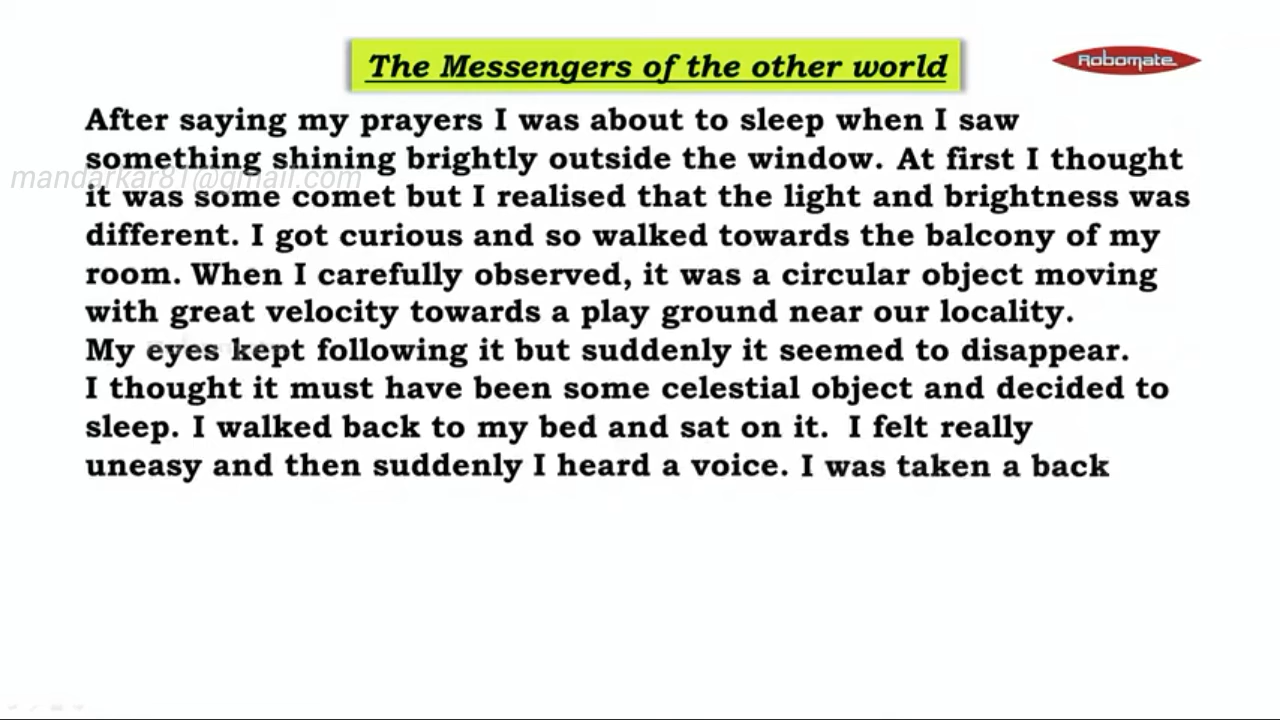 The Messengers of the other world
Robomate
After saying my prayers I was about to sleep when I saw
something shining brightly outside the window. At first I thought
mandarkar81@gmail.com
it was some comet but I realised that the light and brightness was
different. I got curious and so walked towards the balcony of my
room. When I carefully observed, it was a circular object moving
with great velocity towards a play ground near our locality.
My eyes kept following it but suddenly it seemed to disappear.
I thought it must have been some celestial object and decided to
sleep. I walked back to my bed and sat on it. I felt really
uneasy and then suddenly I heard a voice. I was taken a back